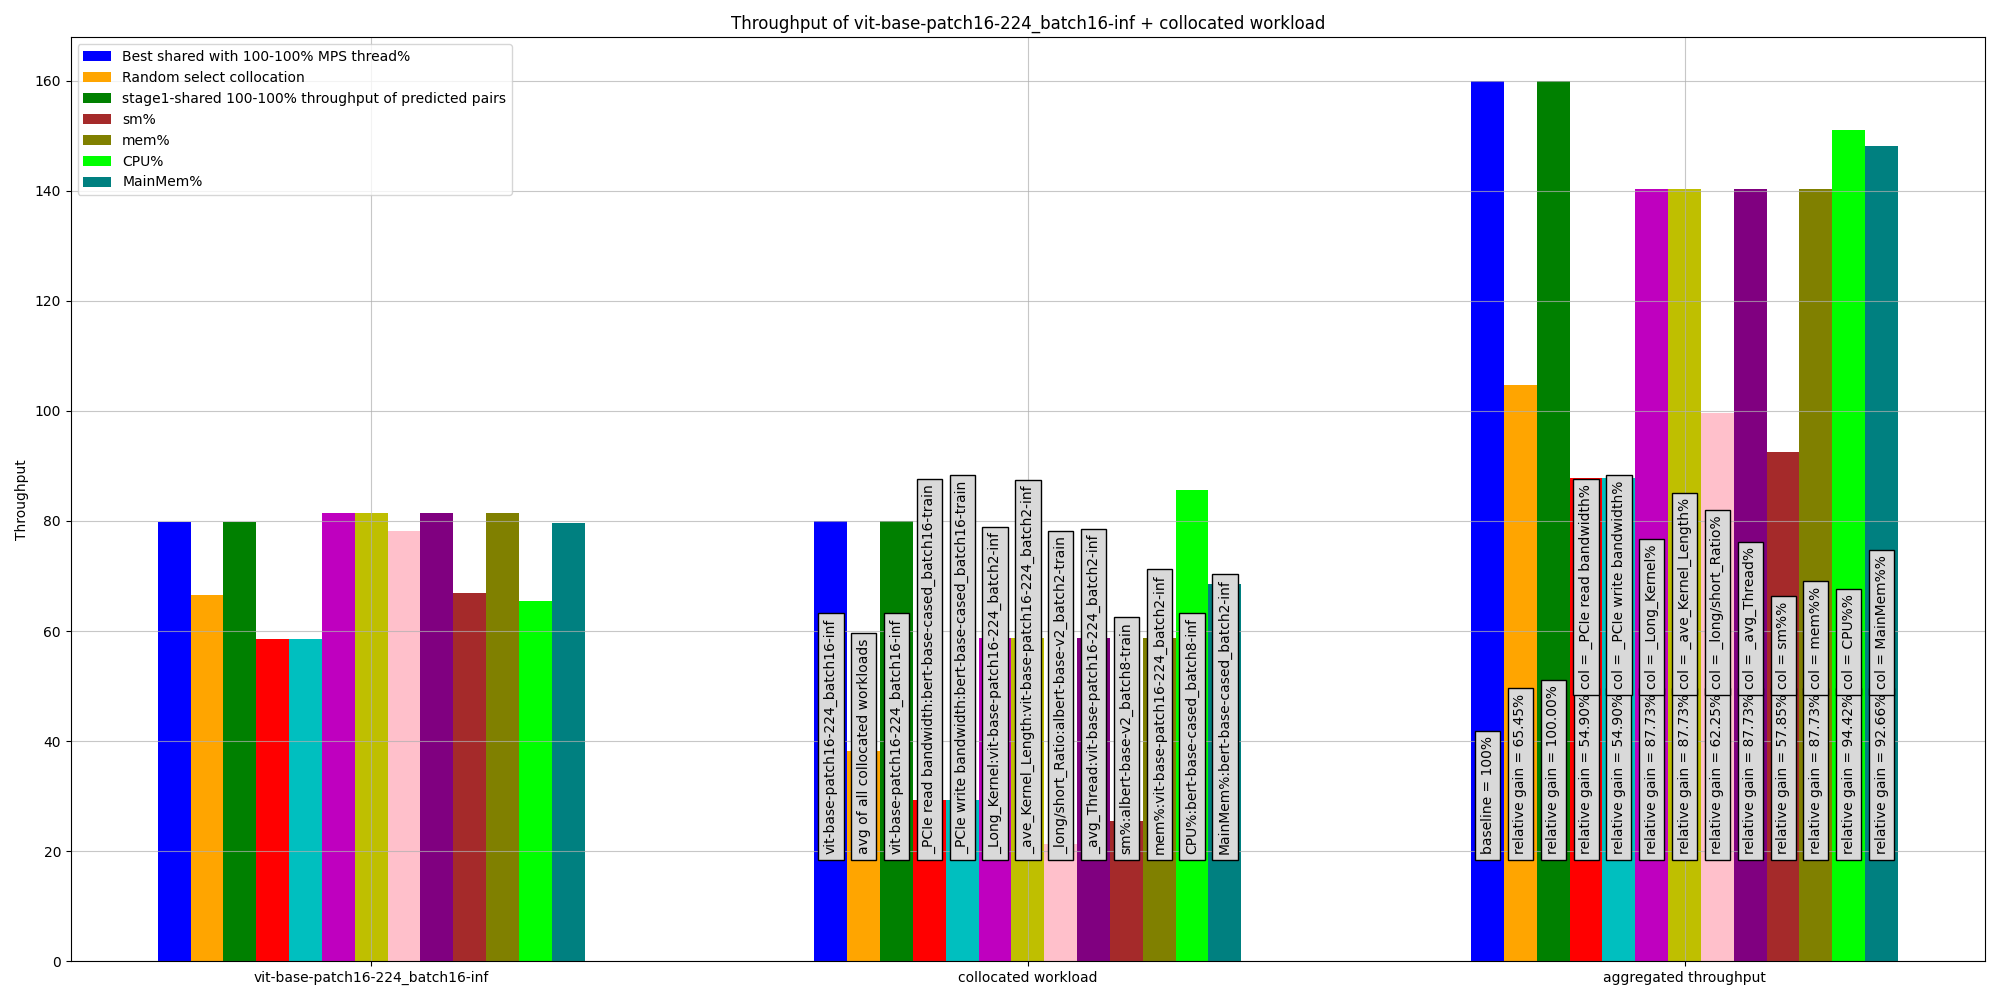 Throughput of vit-base-patch16-224_batch16-inf + collocated workload
Best shared with 100-100% MPS thread%
Random select collocation
stage1-shared 100-100% throughput of predicted pairs
sm%
mem%
CPU%
MainMem%
Throughput
160
140
120
100
80
60
40
20
0
vit-base-patch16-224_batch16-inf
avg of all collocated workloads
vit-base-patch16-224_batch16-inf
_PCIe read bandwidth:bert-base-cased_batch16-train
_PCIe write bandwidth:bert-base-cased_batch16-train
_Long_Kernel:vit-base-patch16-224_batch2-inf
_ave_Kernel_Length:vit-base-patch16-224_batch2-inf
_long/short_Ratio:albert-base-v2_batch2-train
_avg_Thread:vit-base-patch16-224_batch2-inf
sm%:albert-base-v2_batch8-train
mem%:vit-base-patch16-224_batch2-inf
CPU%:bert-base-cased_batch8-inf
MainMem%:bert-base-cased_batch2-inf
baseline = 100%
relative gain = 65.45%
relative gain = 100.00%
relative gain = 54.90%
col = _PCIe read bandwidth%
relative gain = 54.90%
col = _PCIe write bandwidth%
relative gain = 87.73%
col = _Long_Kernel%
relative gain = 87.73%
col = _ave_Kernel_Length%
relative gain = 62.25%
col = _long/short_Ratio%
relative gain = 87.73%
col = _avg_Thread%
relative gain = 57.85%
col = sm%%
relative gain = 87.73%
col = mem%%
relative gain = 94.42%
col = CPU%%
relative gain = 92.66%
col = MainMem%%
vit-base-patch16-224_batch16-inf
collocated workload
aggregated throughput